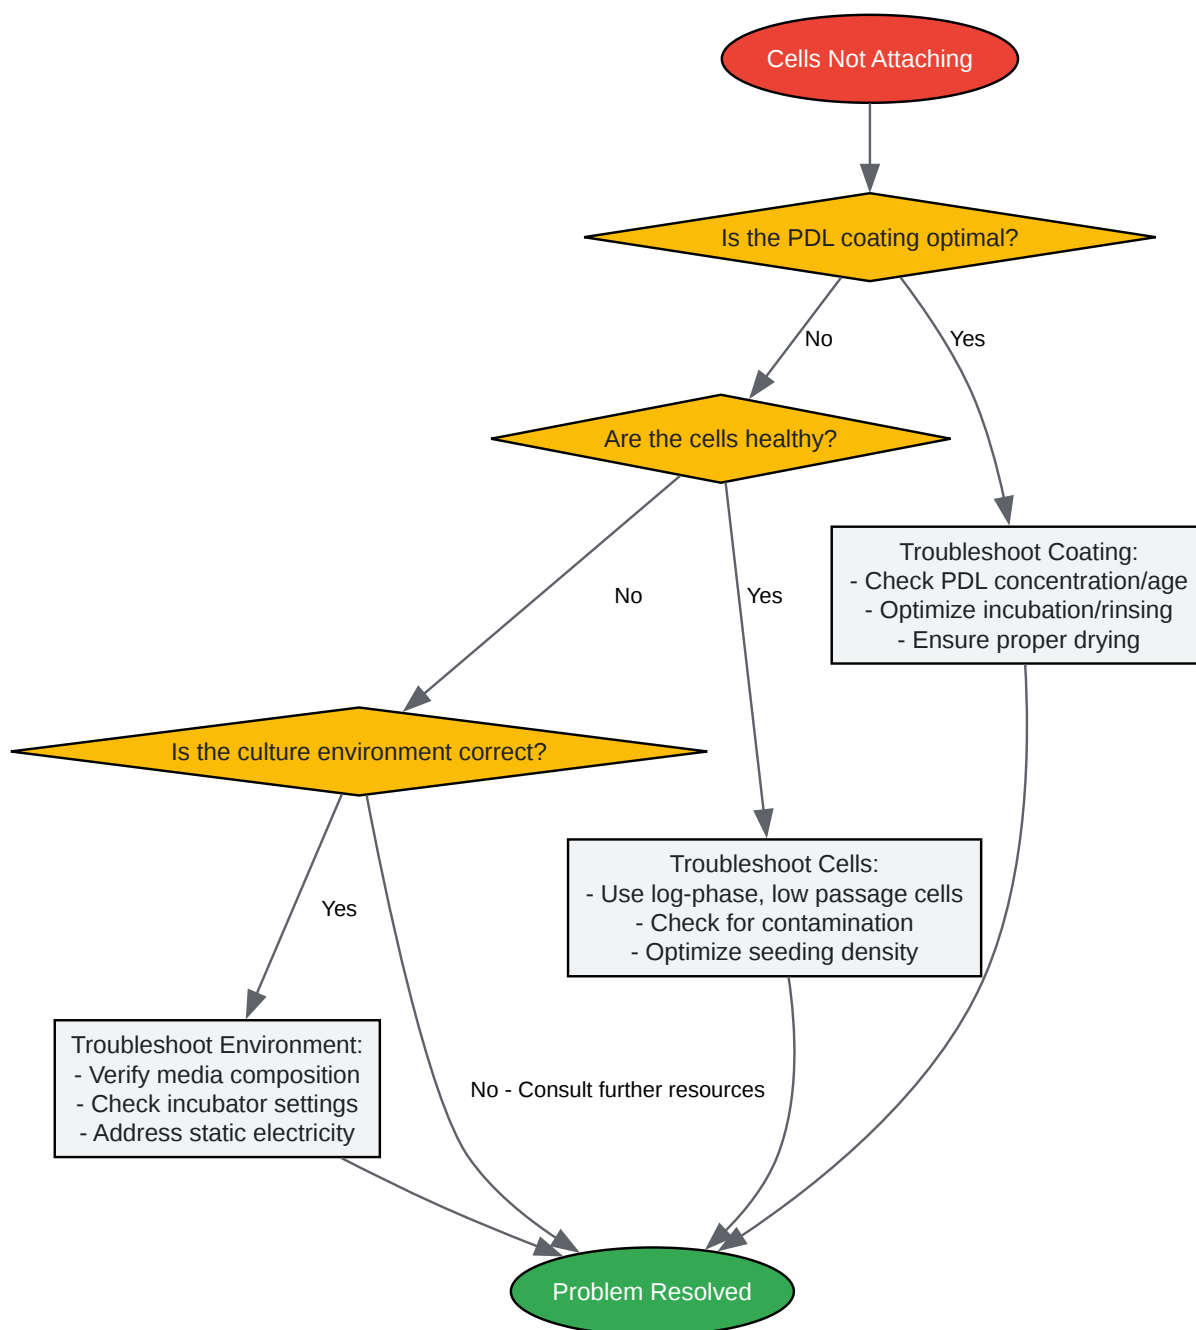 Cells Not Attaching
Is the PDL coating optimal?
No
Yes
Are the cells healthy?
Troubleshoot Coating:
- Check PDL concentration/age
- Optimize incubation/rinsing
- Ensure proper drying
No
Yes
Is the culture environment correct?
Troubleshoot Cells:
- Use log-phase, low passage cells
- Check for contamination
- Optimize seeding density
Yes
Troubleshoot Environment:
- Verify media composition
- Check incubator settings
- Address static electricity
No - Consult further resources
Problem Resolved